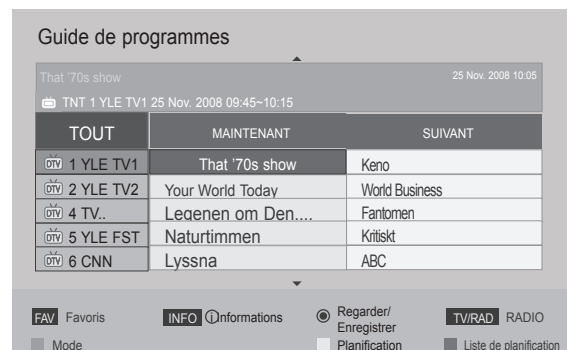 Guide de programmes
That '70s show 25 Nov. 2008 10:05
TNT 1 YLE TV1 25 Nov. 2008 09:45~10:15
TOUT MAINTENANT SUIVANT
DTV 1 YLE TV1 That '70s show Keno
DTV 2 YLE TV2 Your World Today World Business
DTV 4 TV.. Legenen om Den.... Fantomen
DTV 5 YLE FST Naturtimmen Kritiskt
DTV 6 CNN Lyssna ABC
FAV Favoris INFO ⓘnformations Regarder/ TV/RAD RADIO
Enregistrer
Mode Planification Liste de planification